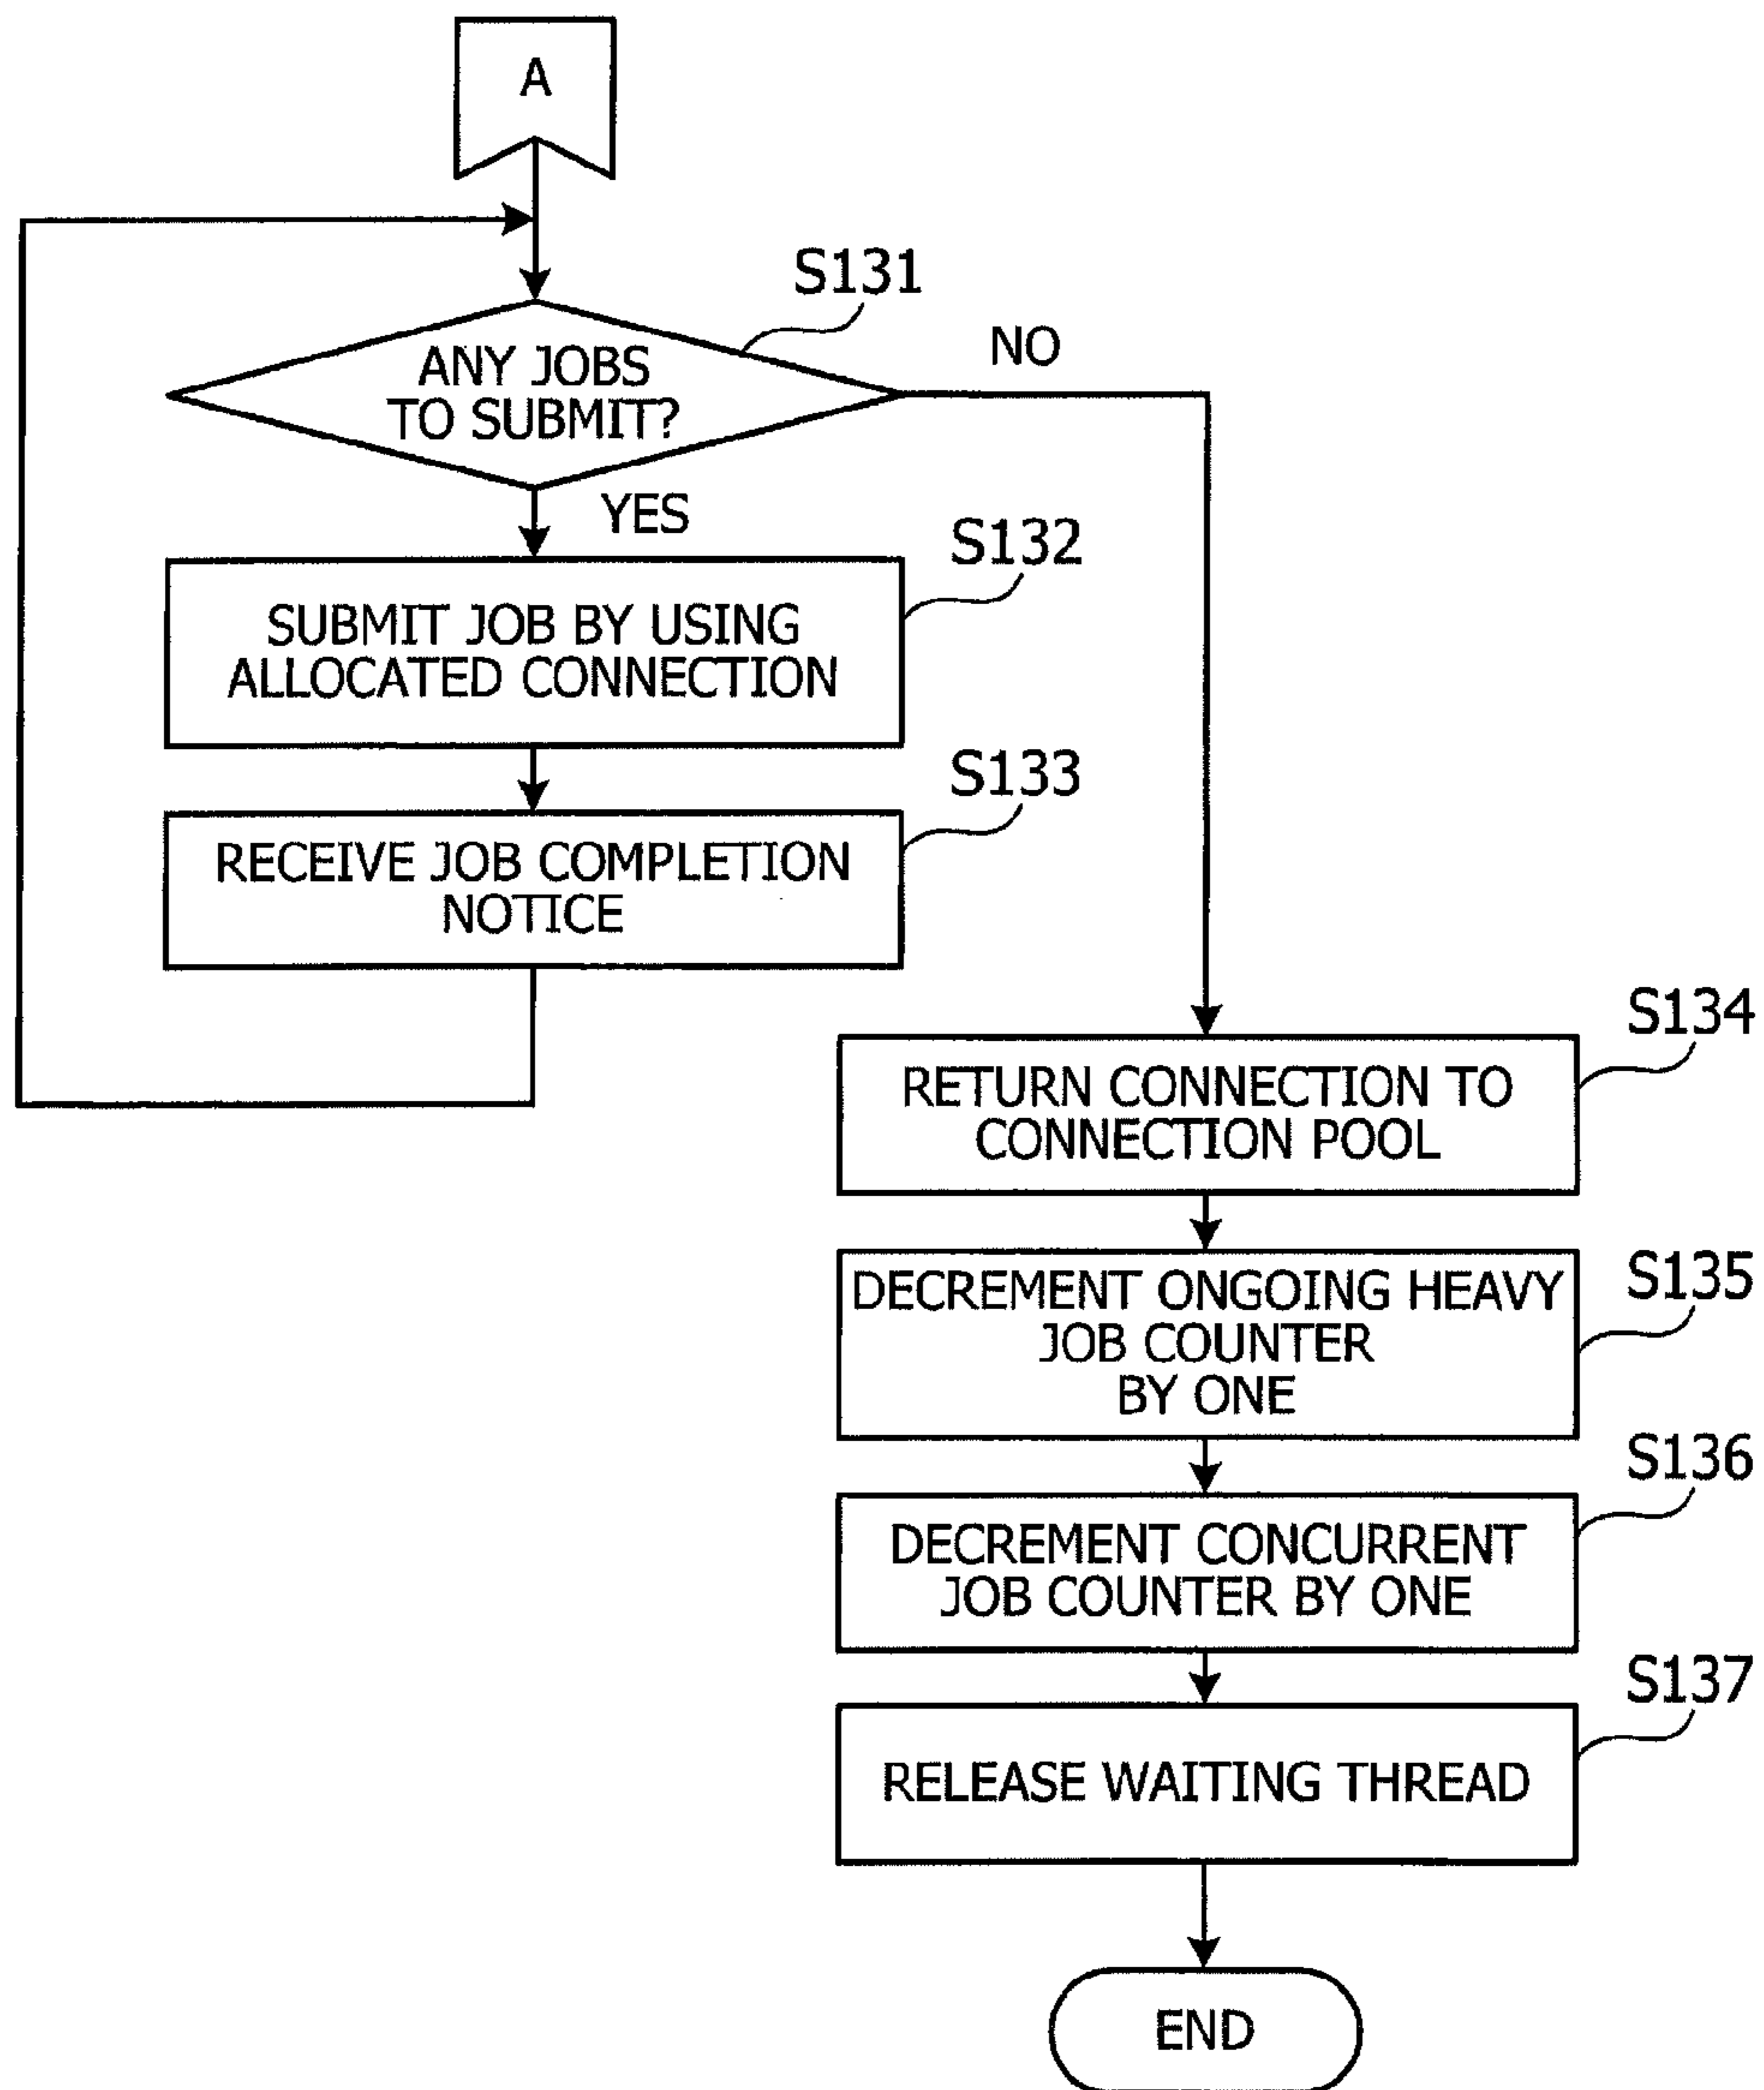 A
S131
ANY JOBS
TO SUBMIT?
NO
YES
S132
SUBMIT JOB BY USING
ALLOCATED CONNECTION
S133
RECEIVE JOB COMPLETION
NOTICE
S134
RETURN CONNECTION TO
CONNECTION POOL
S135
DECREMENT ONGOING HEAVY
JOB COUNTER
BY ONE
S136
DECREMENT CONCURRENT
JOB COUNTER BY ONE
S137
RELEASE WAITING THREAD
END